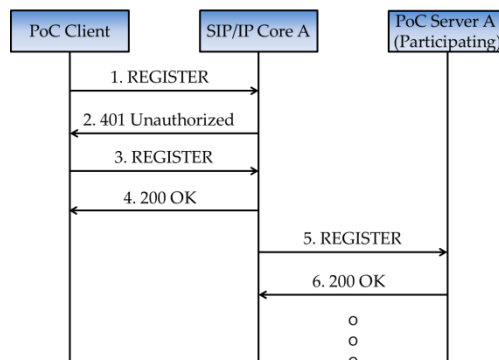 PoC Client
SIP/IP Core A
PoC Server A
(Participating)
1. REGISTER
2. 401 Unauthorized
3. REGISTER
4. 200 OK
5. REGISTER
6. 200 OK
o
o
o